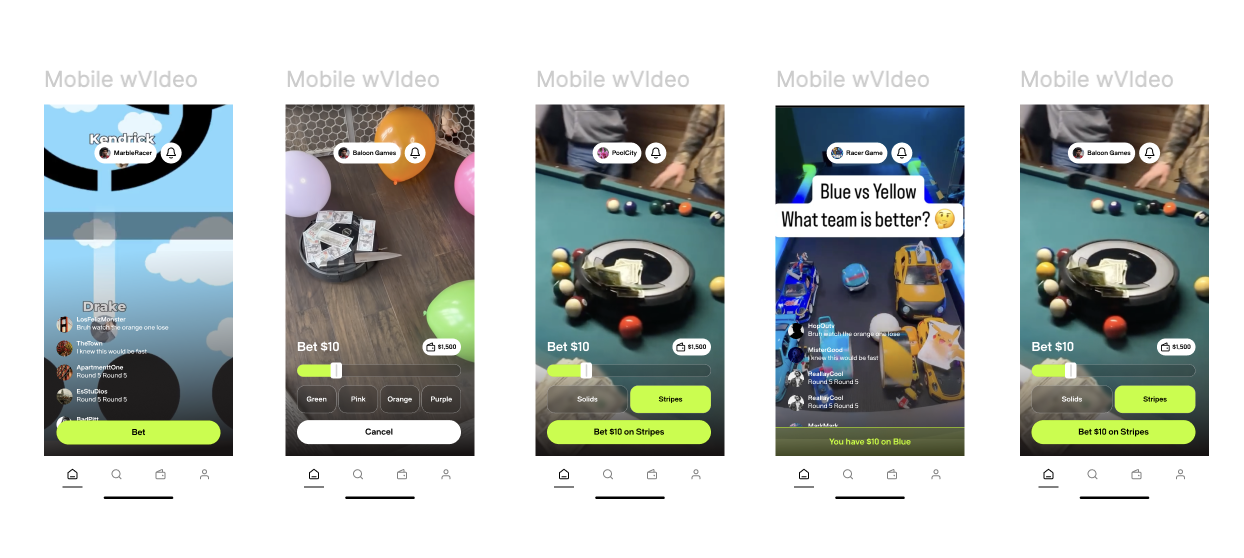 Mobile wVIdeo
Kendrick
MarbleRacer
Drake
LosFelizMonster
Bruh watch the orange one lose
TheTown
I knew this would be fast
ApartmenttOne
Round 5 Round 5
EsStuDios
Round 5 Round 5
BadPitt
Bet
Mobile wVIdeo
Baloon Games
Bet $10
$1,500
Green
Pink
Orange
Purple
Cancel
Mobile wVIdeo
PoolCity
Bet $10
$1,500
Solids
Stripes
Bet $10 on Stripes
Mobile wVIdeo
Racer Game
Blue vs Yellow
What team is better? 🤔
HopOutv
Bruh watch the orange one lose
MisterGood
I knew this would be fast
ReallayCool
Round 5 Round 5
ReallayCool
Round 5 Round 5
MarkMark
You have $10 on Blue
Mobile wVIdeo
Baloon Games
Bet $10
$1,500
Solids
Stripes
Bet $10 on Stripes